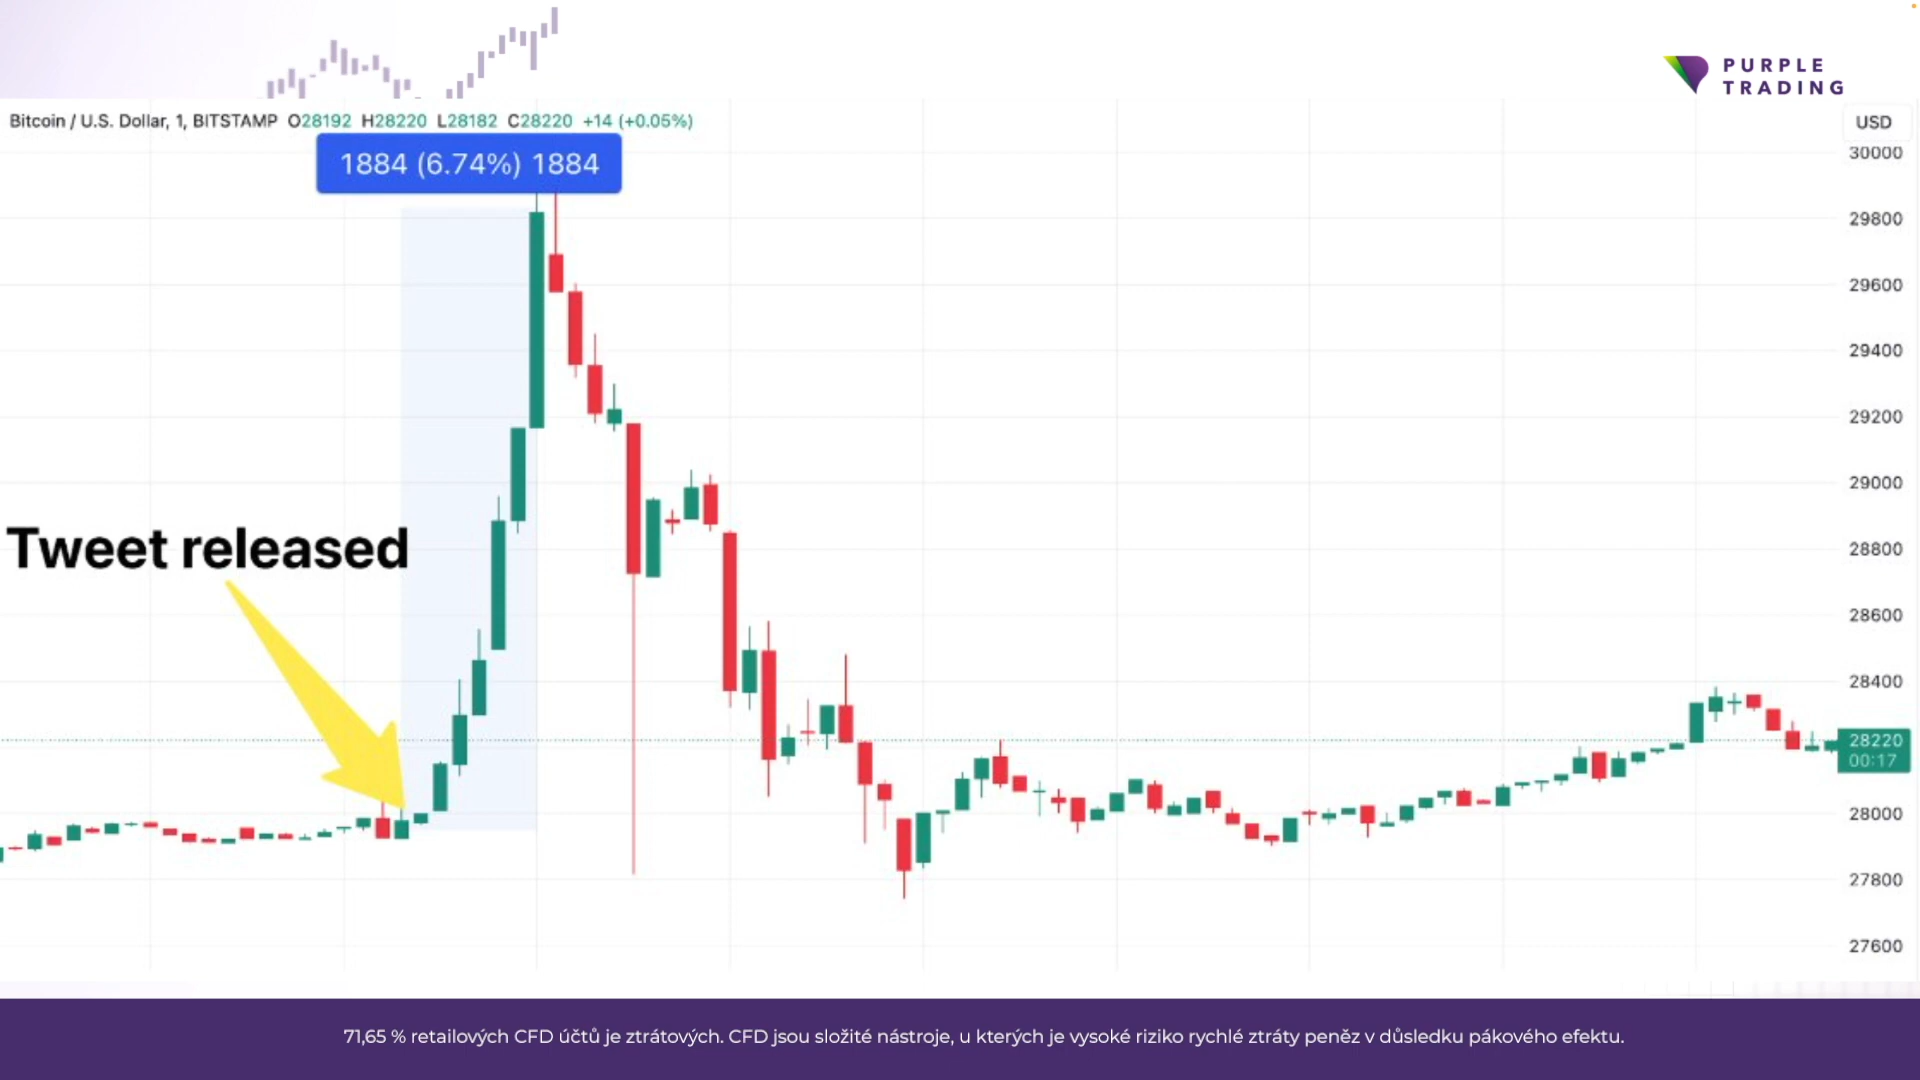 PURPLE
TRADING
Bitcoin / U.S. Dollar, 1, BITSTAMP O28192 H28220 L28182 C28220 +14 (+0.05%)
USD
1884 (6.74%) 1884
30000
29800
29600
29400
29200
29000
Tweet released
28800
28600
28400
28220
00:17
28000
27800
27600
71,65 % retailových CFD účtů je ztrátových. CFD jsou složité nástroje, u kterých je vysoké riziko rychlé ztráty peněz v důsledku pákového efektu.